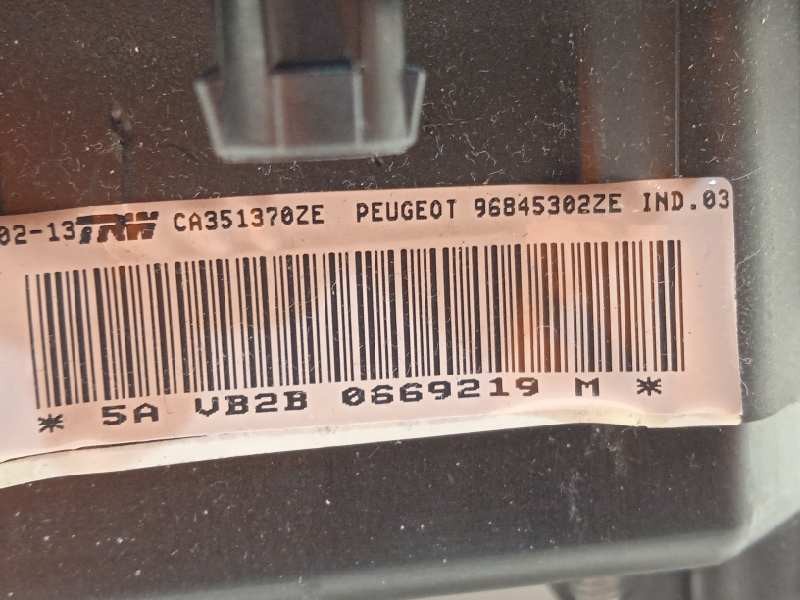 02-13 TRW CA351370ZE PEUGEOT 96845302ZE IND.03
* 5A VB2B 0669219 M *